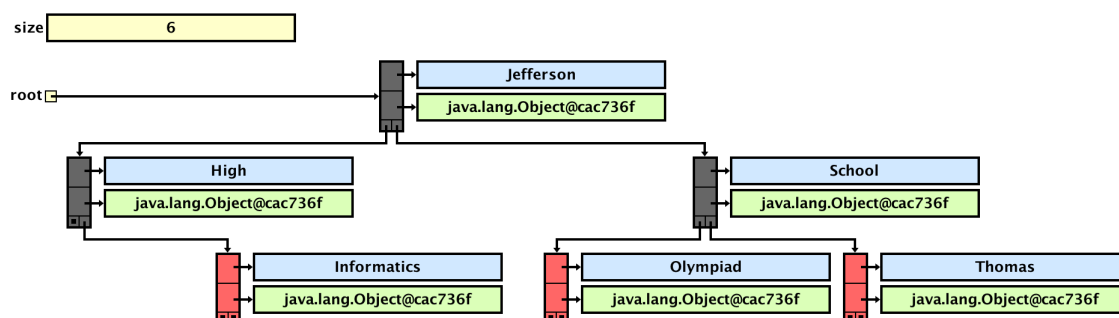 size 6
Jefferson
root
java.lang.Object@cac736f
High School
java.lang.Object@cac736f java.lang.Object@cac736f
Informatics Olympiad Thomas
java.lang.Object@cac736f java.lang.Object@cac736f java.lang.Object@cac736f